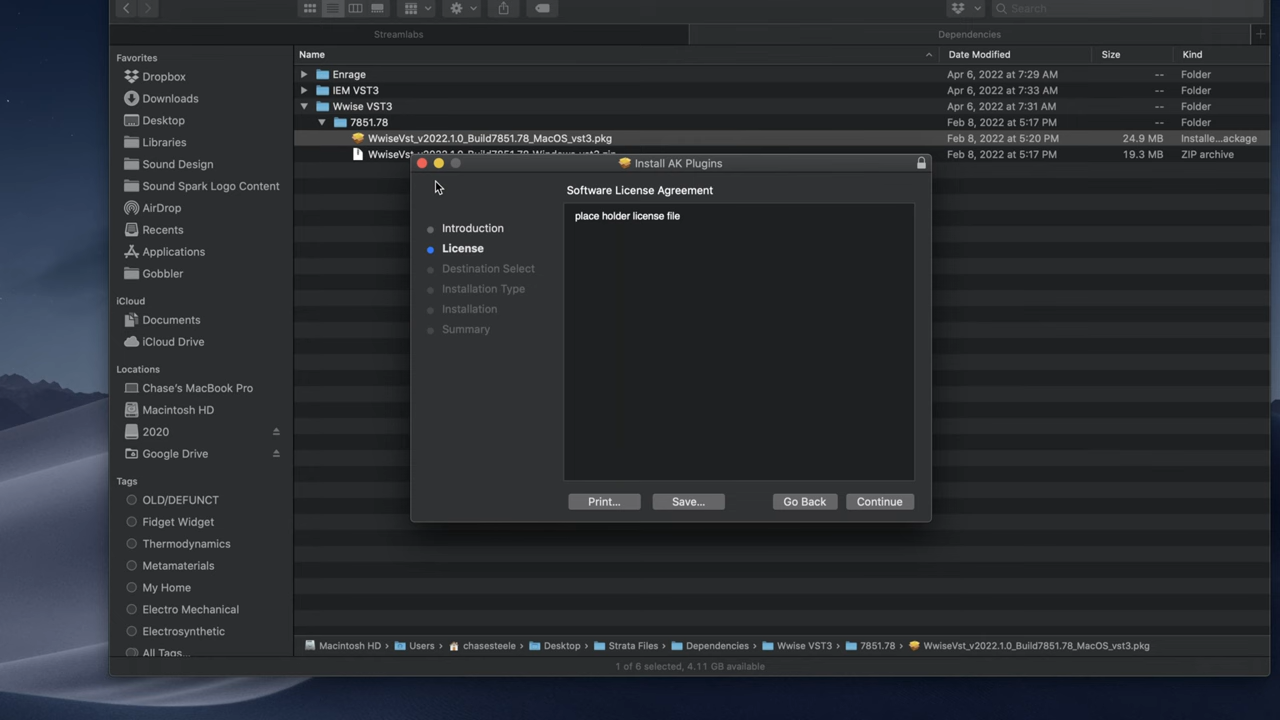 Search
Streamlabs
Dependencies
Favorites
Dropbox
Downloads
Desktop
Libraries
Sound Design
Sound Spark Logo Content
AirDrop
Recents
Applications
Gobbler
iCloud
Documents
iCloud Drive
Locations
Chase's MacBook Pro
Macintosh HD
2020
Google Drive
Tags
OLD/DEFUNCT
Fidget Widget
Thermodynamics
Metamaterials
My Home
Electro Mechanical
Electrosynthetic
All Tags...
Name Date Modified Size Kind
Enrage Apr 6, 2022 at 7:29 AM -- Folder
IEM VST3 Apr 6, 2022 at 7:33 AM -- Folder
Wwise VST3 Apr 6, 2022 at 7:31 AM -- Folder
7851.78 Feb 8, 2022 at 5:17 PM -- Folder
WwiseVst_v2022.1.0_Build7851.78_MacOS_vst3.pkg Feb 8, 2022 at 5:20 PM 24.9 MB Installe...ackage
WwiseVst_v2022.1.0_Build7851.78_Windows_vst3.zip Feb 8, 2022 at 5:17 PM 19.3 MB ZIP archive
Install AK Plugins
Software License Agreement
Introduction
License
Destination Select
Installation Type
Installation
Summary
place holder license file
Print... Save... Go Back Continue
Macintosh HD › Users › chasesteele › Desktop › Strata Files › Dependencies › Wwise VST3 › 7851.78 › WwiseVst_v2022.1.0_Build7851.78_MacOS_vst3.pkg
1 of 6 selected, 4.11 GB available